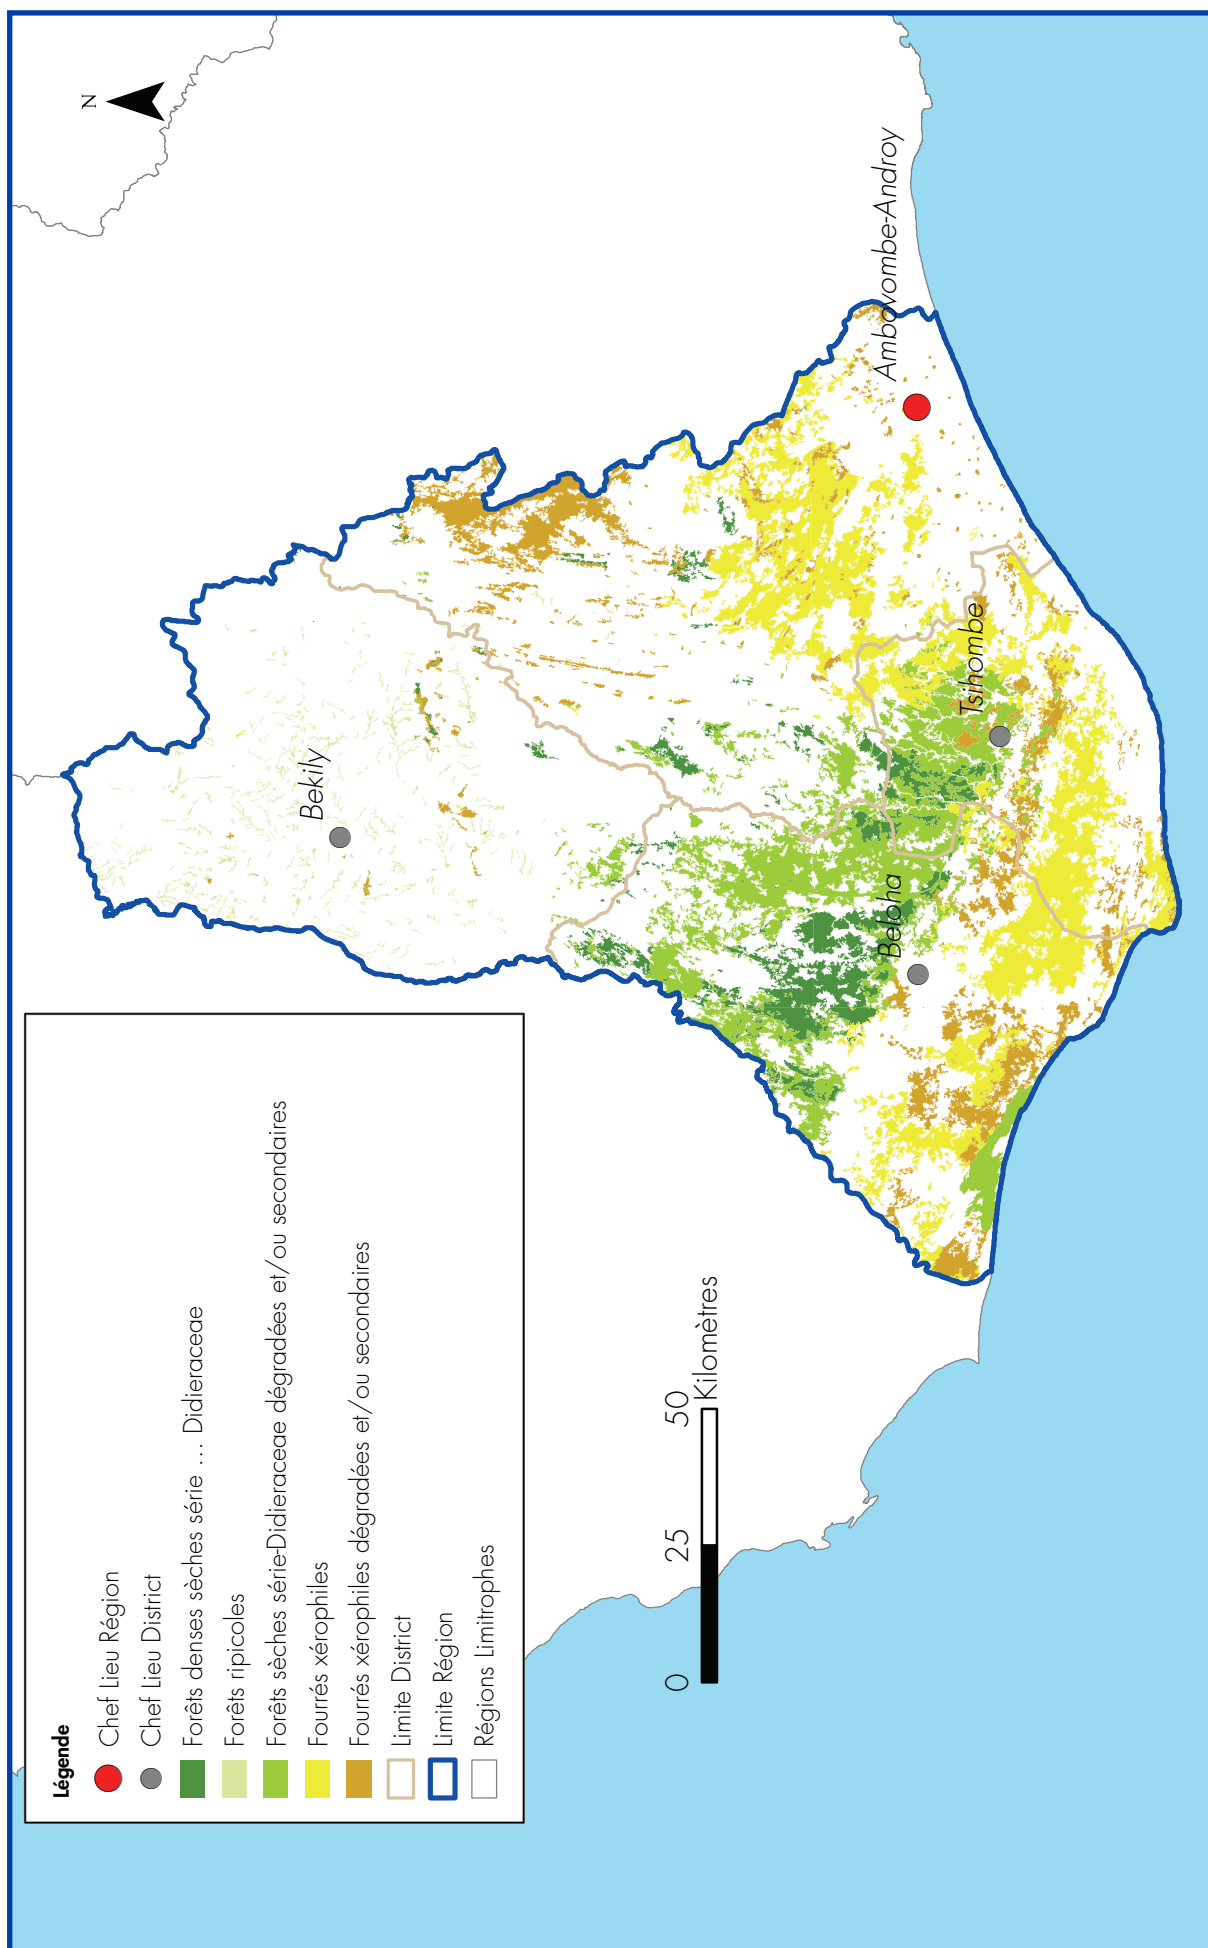 N
Légende
Chef Lieu Région
Chef Lieu District
Forêts denses sèches série ... Didieraceae
Forêts ripicoles
Forêts sèches série-Didieraceae dégradées et/ou secondaires
Fourrés xérophiles
Fourrés xérophiles dégradées et/ou secondaires
Limite District
Limite Région
Régions Limitrophes
Bekily
Ambovombe-Androy
Beloha
Tsihombe
0 25 50
Kilomètres